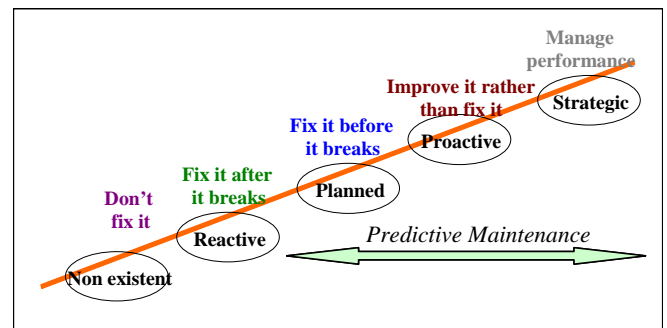 Manage
performance
Improve it rather
than fix it
Strategic
Fix it before
it breaks
Proactive
Fix it after
it breaks
Planned
Don't
fix it
Reactive
Predictive Maintenance
Non existent